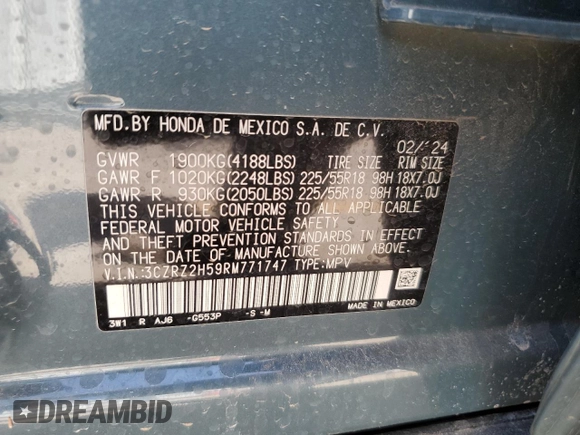 MFD.BY HONDA DE MEXICO S.A. DE C.V.
02/'24
GVWR 1900KG(4188LBS) TIRE SIZE RIM SIZE
GAWR F 1020KG(2248LBS) 225/55R18 98H 18X7.0J
GAWR R 930KG(2050LBS) 225/55R18 98H 18X7.0J
THIS VEHICLE CONFORMS TO ALL APPLICABLE
FEDERAL MOTOR VEHICLE SAFETY
AND THEFT PREVENTION STANDARDS IN EFFECT
ON THE DATE OF MANUFACTURE SHOWN ABOVE.
V.I.N.:3CZRZ2H59RM771747 TYPE:MPV
3W1 R AJ6 -G553P -S -M
MADE IN MEXICO
DREAMBID